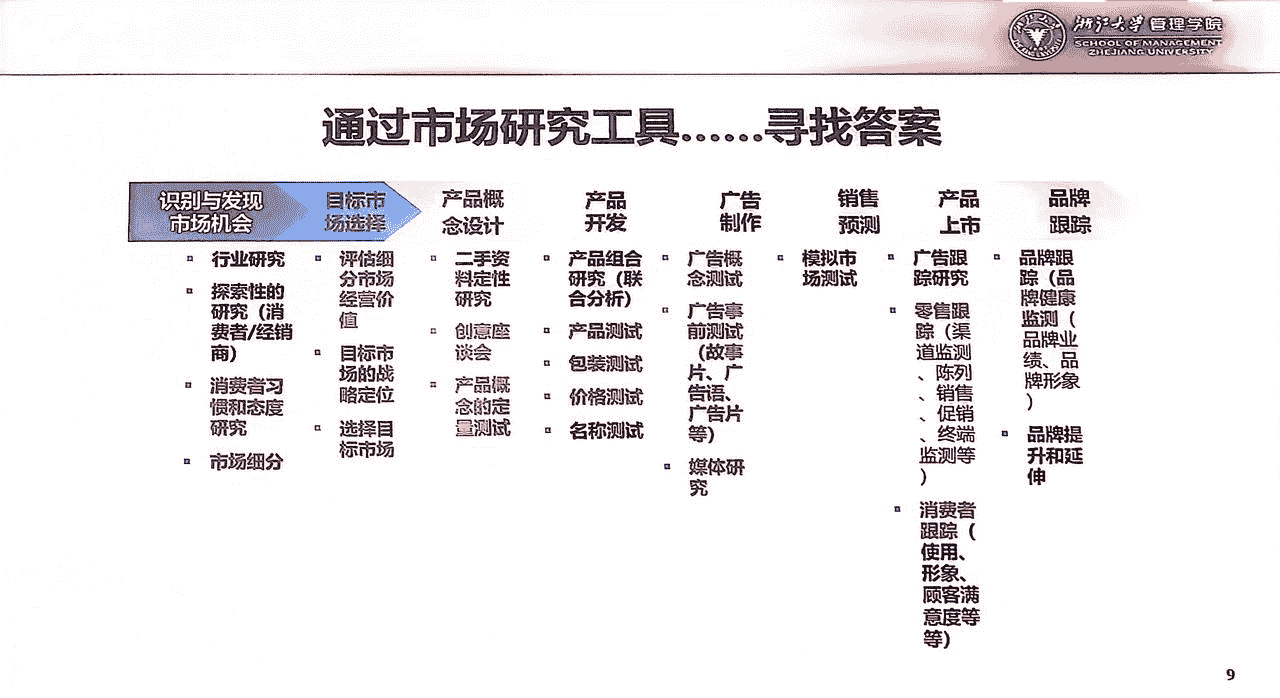 浙江大学管理学院
SCHOOL OF MANAGEMENT
ZHEJIANG UNIVERSITY
通过市场研究工具……寻找答案
识别与发现
市场机会
目标市
场选择
产品概
念设计
产品
开发
广告
制作
销售
预测
产品
上市
品牌
跟踪
行业研究
探索性的
研究（消
费者/经销
商）
消费者习
惯和态度
研究
市场细分
评估细
分市场
经营价
值
目标市
场的战
略定位
选择目
标市场
二手资
料定性
研究
创意座
谈会
产品概
念的定
量测试
产品组合
研究（联
合分析）
产品测试
包装测试
价格测试
名称测试
广告概
念测试
广告事
前测试
（故事
片、广
告语、
广告片
等）
媒体研
究
模拟市
场测试
广告跟
踪研究
零售跟
踪（渠
道监测
、陈列
、销售
、促销
、终端
监测等
）
消费者
跟踪（
使用、
形象、
顾客满
意度等
等）
品牌跟
踪（品
牌健康
监测（
品牌业
绩、品
牌形象
）
品牌提
升和延
伸
9